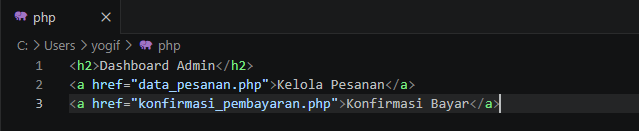 php
C: > Users > yogif > php
1 <h2>Dashboard Admin</h2>
2 <a href="data_pesanan.php">Kelola Pesanan</a>
3 <a href="konfirmasi_pembayaran.php">Konfirmasi Bayar</a>